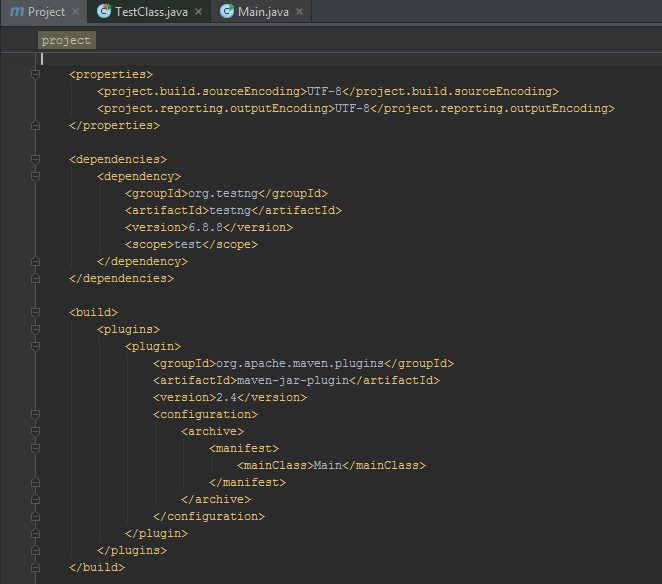 m Project × TestClass.java × Main.java ×
project
<properties>
<project.build.sourceEncoding>UTF-8</project.build.sourceEncoding>
<project.reporting.outputEncoding>UTF-8</project.reporting.outputEncoding>
</properties>
<dependencies>
<dependency>
<groupId>org.testng</groupId>
<artifactId>testng</artifactId>
<version>6.8.8</version>
<scope>test</scope>
</dependency>
</dependencies>
<build>
<plugins>
<plugin>
<groupId>org.apache.maven.plugins</groupId>
<artifactId>maven-jar-plugin</artifactId>
<version>2.4</version>
<configuration>
<archive>
<manifest>
<mainClass>Main</mainClass>
</manifest>
</archive>
</configuration>
</plugin>
</plugins>
</build>